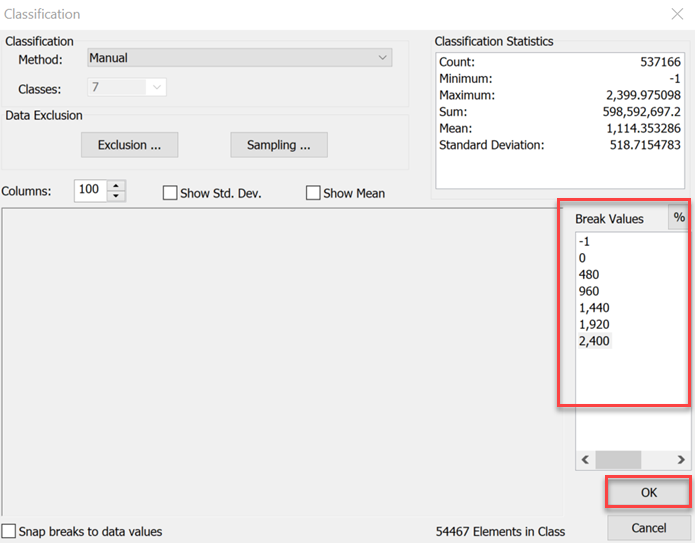 Classification
Classification
Method: Manual
Classes: 7
Data Exclusion
Exclusion ... Sampling ...
Classification Statistics
Count: 537166
Minimum: -1
Maximum: 2,399.975098
Sum: 598,592,697.2
Mean: 1,114.353286
Standard Deviation: 518.7154783
Columns: 100 Show Std. Dev. Show Mean
Break Values %
-1
0
480
960
1,440
1,920
2,400
OK
Snap breaks to data values 54467 Elements in Class Cancel